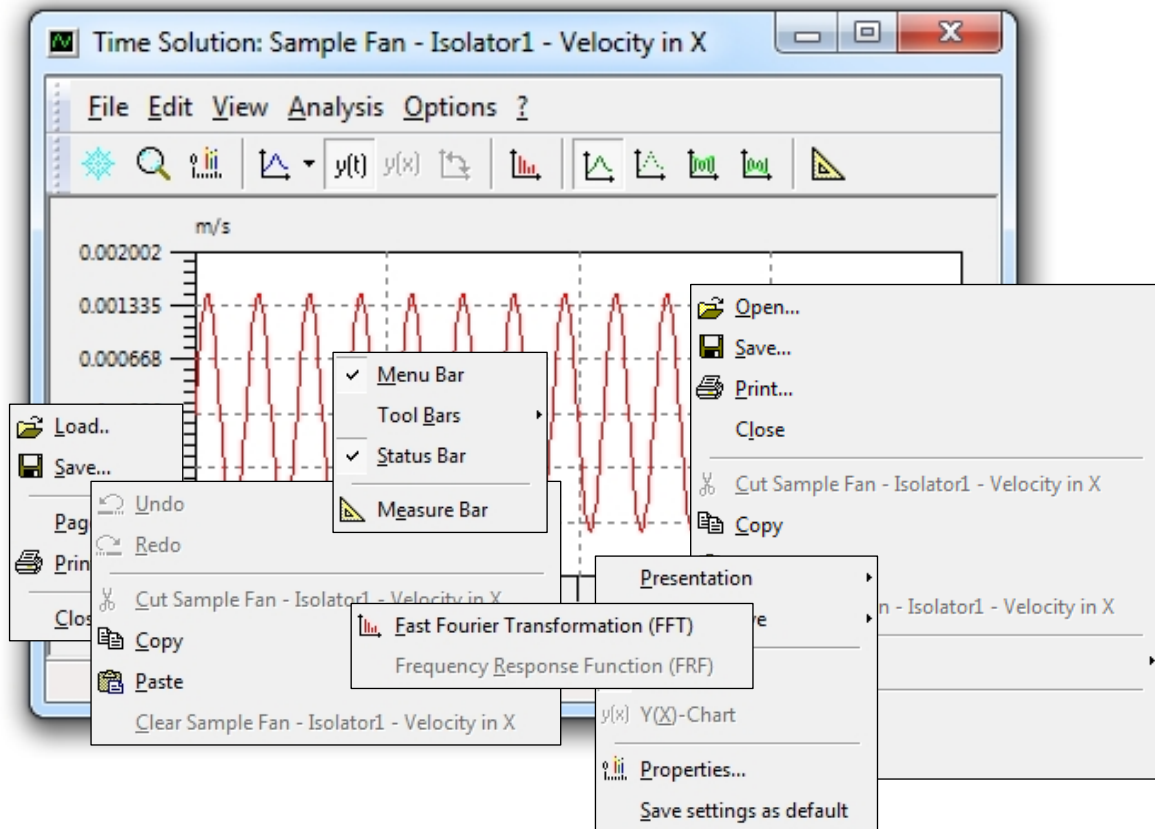 Time Solution: Sample Fan - Isolator1 - Velocity in X
File Edit View Analysis Options ?
y(t) y(x)
m/s
0.002002
0.001335
0.000668
Menu Bar
Tool Bars
Status Bar
Measure Bar
Load..
Save...
Pag
Prin
Clos
Undo
Redo
Cut Sample Fan - Isolator1 - Velocity in X
Copy
Paste
Clear Sample Fan - Isolator1 - Velocity in X
Fast Fourier Transformation (FFT)
Frequency Response Function (FRF)
Open...
Save...
Print...
Close
Cut Sample Fan - Isolator1 - Velocity in X
Copy
n - Isolator1 - Velocity in X
Presentation
ve
y(x) Y(X)-Chart
Properties...
Save settings as default